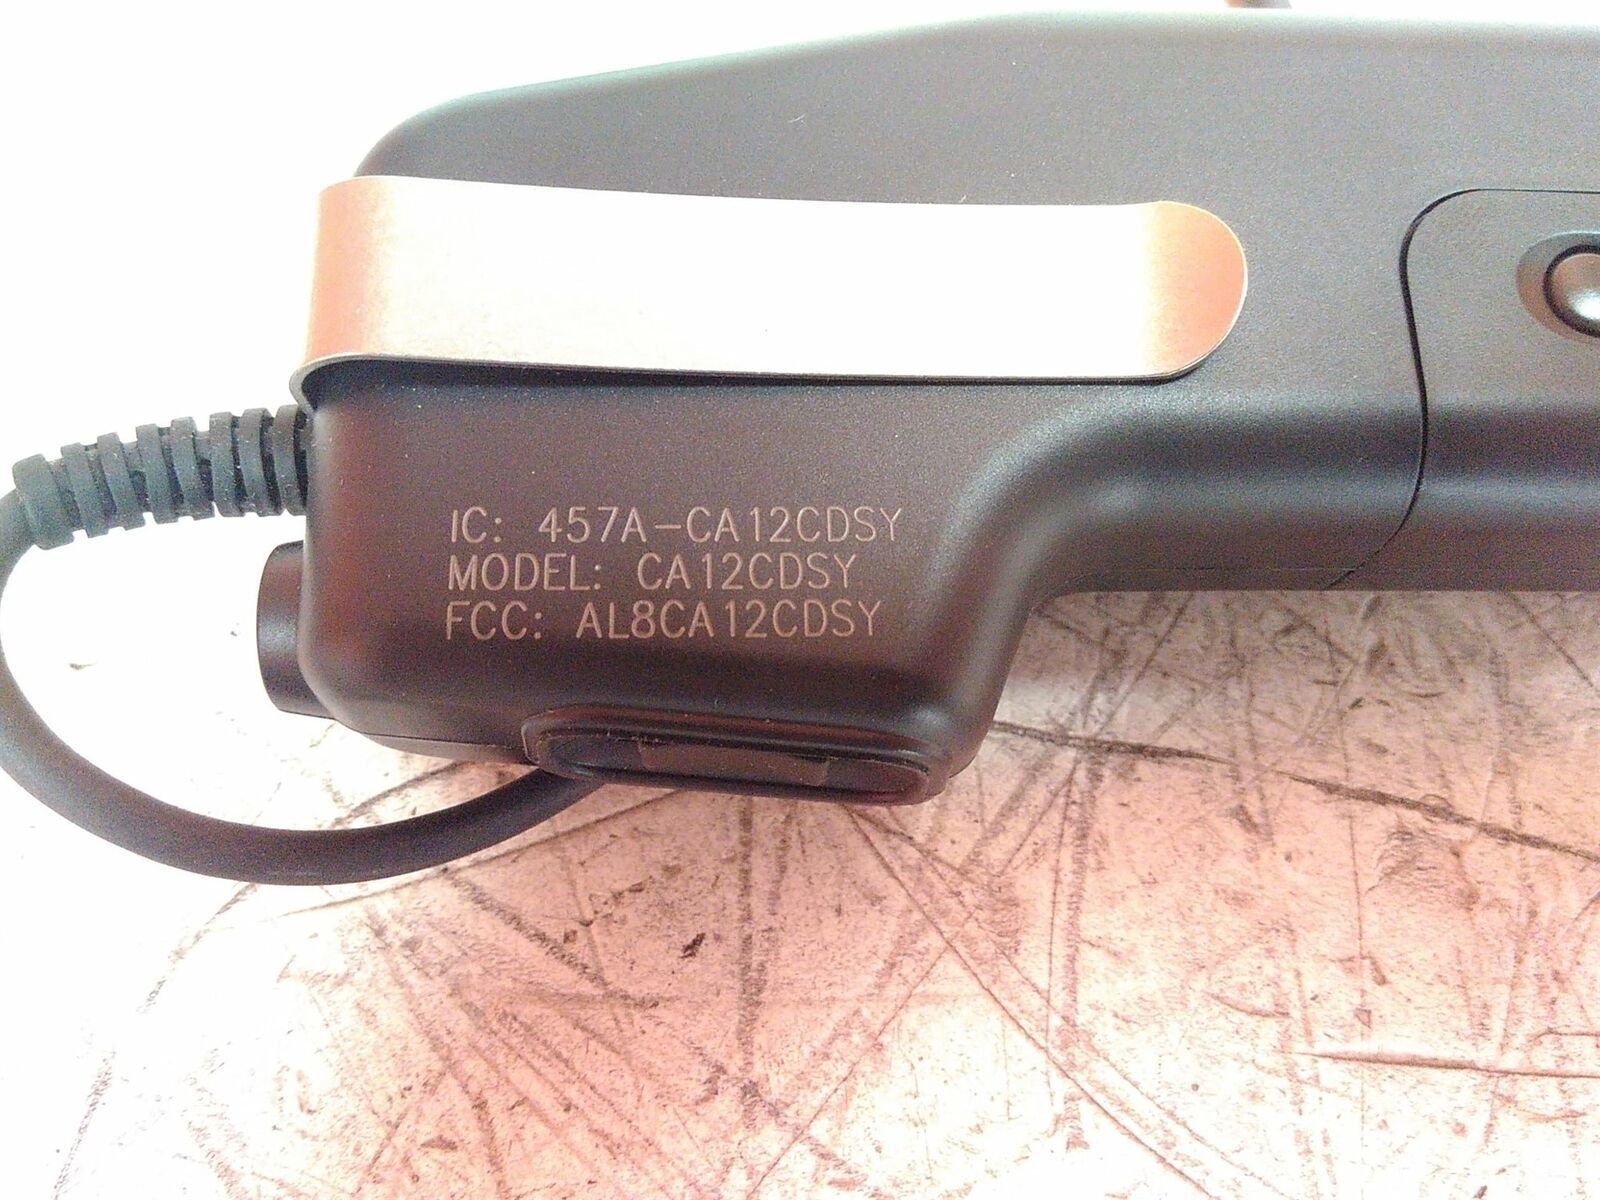 IC: 457A-CA12CDSY
MODEL: CA12CDSY
FCC: AL8CA12CDSY